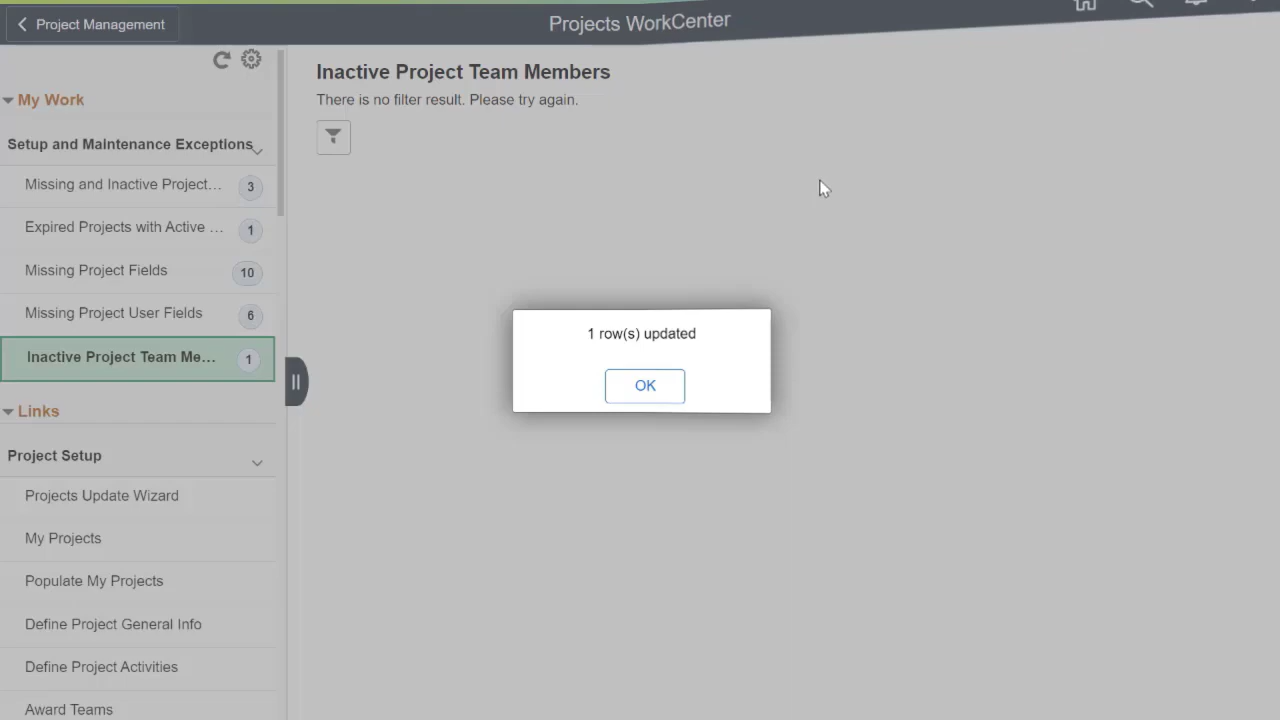 Project Management
Projects WorkCenter
My Work
Setup and Maintenance Exceptions
Missing and Inactive Project... 3
Expired Projects with Active ... 1
Missing Project Fields 10
Missing Project User Fields 6
Inactive Project Team Me... 1
Links
Project Setup
Projects Update Wizard
My Projects
Populate My Projects
Define Project General Info
Define Project Activities
Award Teams
Inactive Project Team Members
There is no filter result. Please try again.
1 row(s) updated
OK